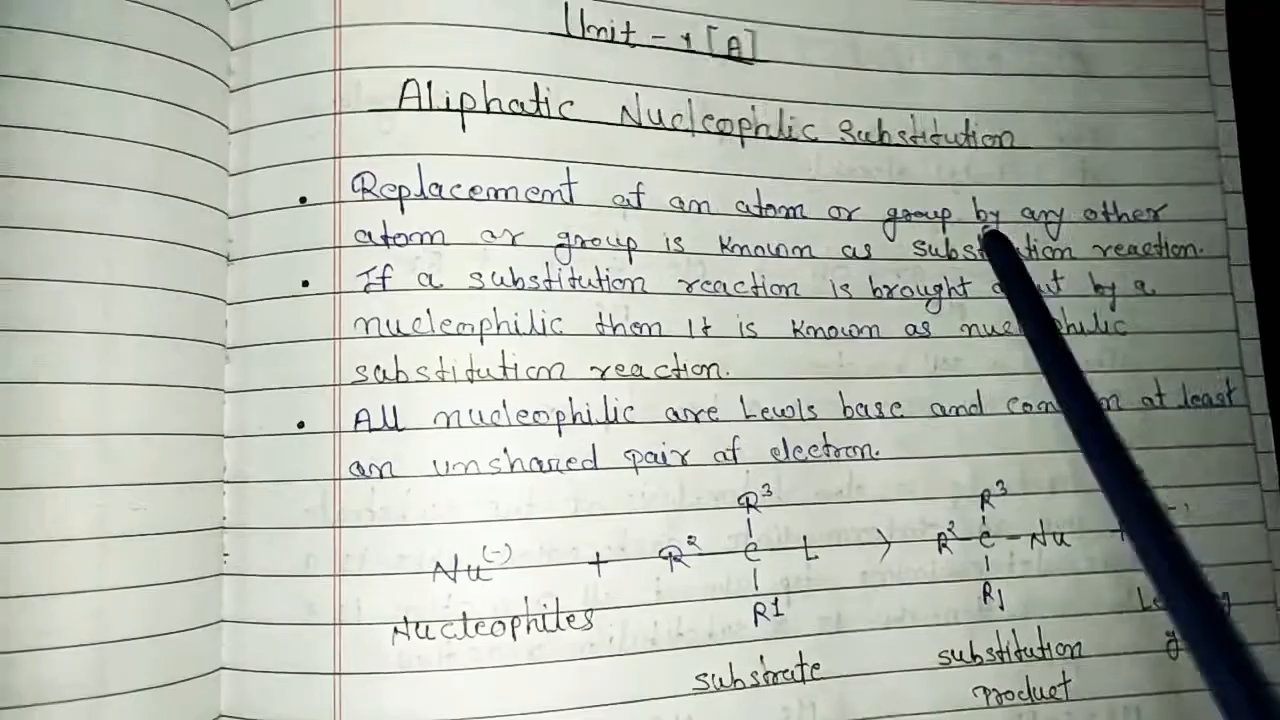 Unit - 1 [A]
Aliphatic Nucleophlic Substitution
• Replacement of an atom or group by any other
atom or group is known as substitution reaction.
• If a substitution reaction is brought by a
nucleophilic then It is known as nucleophilic
substitution reaction.
• All nucleophilic are Lewis base and contain at least
an unshared pair of electron.
R³ R³
Nu(-) + R² C L → R² C - Nu +
R1 R1
Nucleophiles
substrate substitution
product